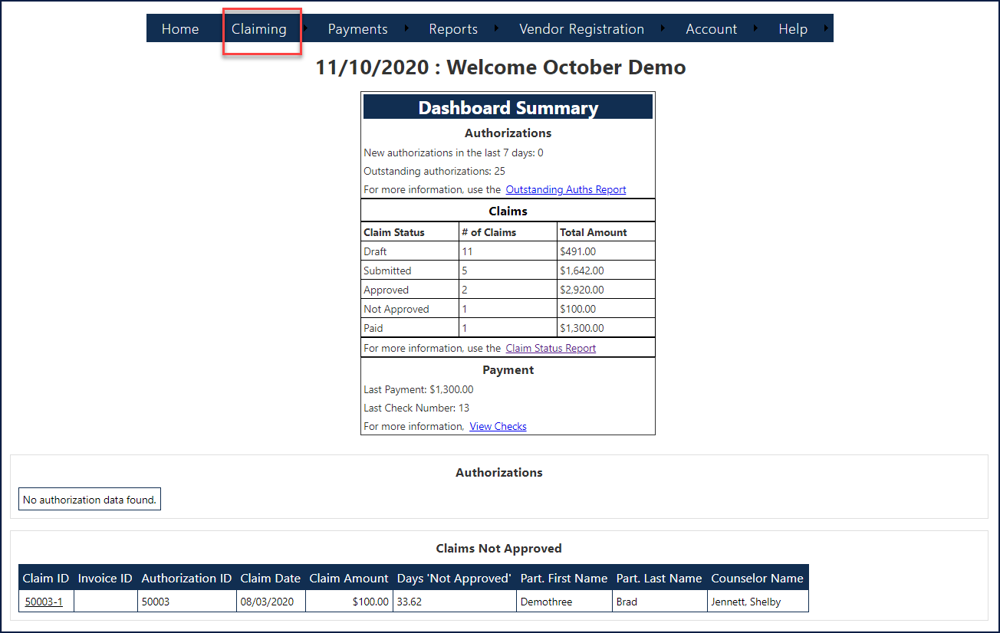 Home Claiming Payments Reports Vendor Registration Account Help
11/10/2020 : Welcome October Demo
Dashboard Summary
Authorizations
New authorizations in the last 7 days: 0
Outstanding authorizations: 25
For more information, use the Outstanding Auths Report
Claims
Claim Status # of Claims Total Amount
Draft 11 $491.00
Submitted 5 $1,642.00
Approved 2 $2,920.00
Not Approved 1 $100.00
Paid 1 $1,300.00
For more information, use the Claim Status Report
Payment
Last Payment: $1,300.00
Last Check Number: 13
For more information, View Checks
Authorizations
No authorization data found.
Claims Not Approved
Claim ID Invoice ID Authorization ID Claim Date Claim Amount Days 'Not Approved' Part. First Name Part. Last Name Counselor Name
50003-1 50003 08/03/2020 $100.00 33.62 Demothree Brad Jennett, Shelby